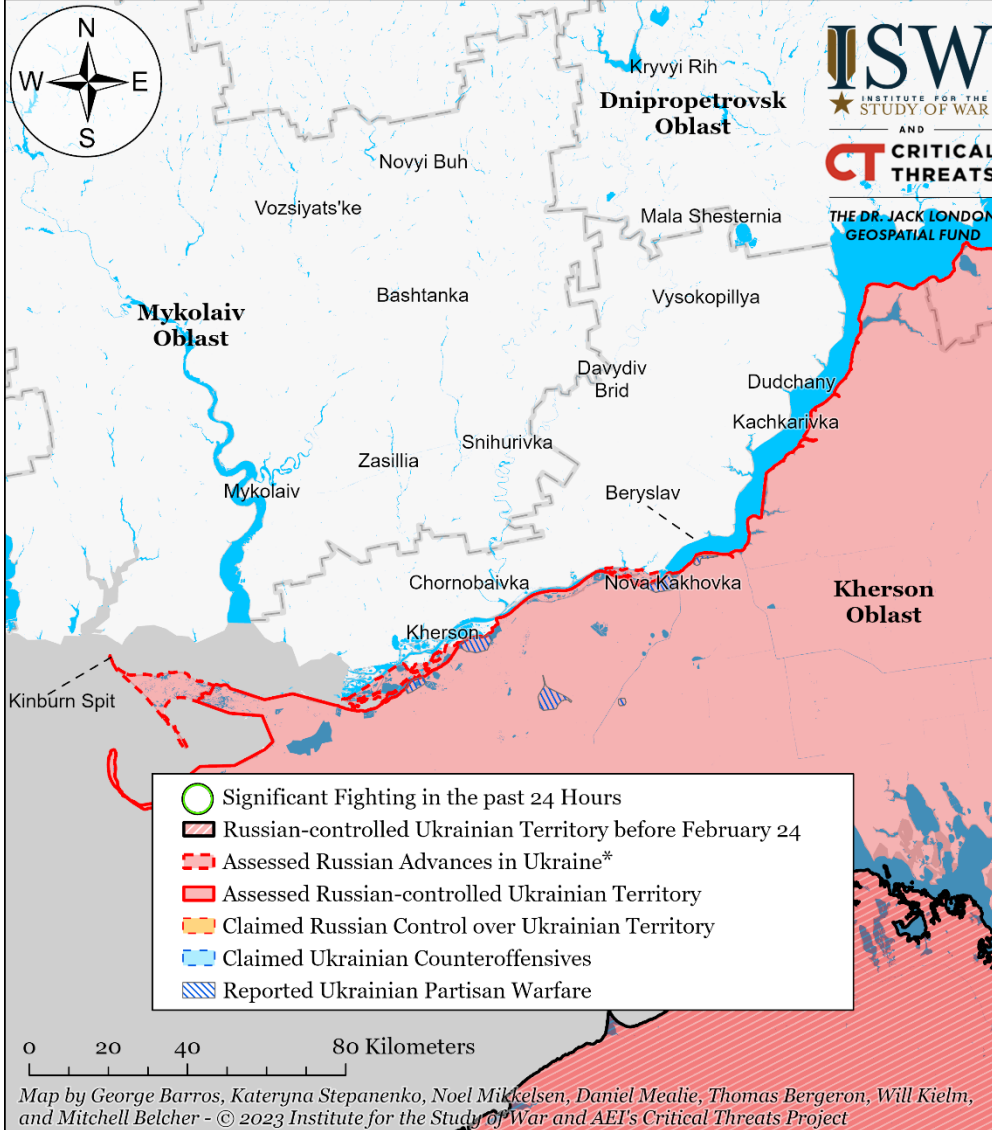 N
W E
S
ISW
INSTITUTE FOR THE
STUDY OF WAR
AND
CT CRITICAL
THREATS
THE DR. JACK LONDON
GEOSPATIAL FUND
Kryvyi Rih
Dnipropetrovsk
Oblast
Novyi Buh
Vozsiyats'ke
Mala Shesternia
Bashtanka
Vysokopillya
Mykolaiv
Oblast
Davydiv
Brid
Dudchany
Kachkarivka
Snihurivka
Zasillia
Mykolaiv
Beryslav
Chornobaivka
Nova Kakhovka
Kherson
Oblast
Kherson
Kinburn Spit
Significant Fighting in the past 24 Hours
Russian-controlled Ukrainian Territory before February 24
Assessed Russian Advances in Ukraine*
Assessed Russian-controlled Ukrainian Territory
Claimed Russian Control over Ukrainian Territory
Claimed Ukrainian Counteroffensives
Reported Ukrainian Partisan Warfare
0 20 40 80 Kilometers
Map by George Barros, Kateryna Stepanenko, Noel Mikkelsen, Daniel Mealie, Thomas Bergeron, Will Kielm,
and Mitchell Belcher - © 2023 Institute for the Study of War and AEI's Critical Threats Project